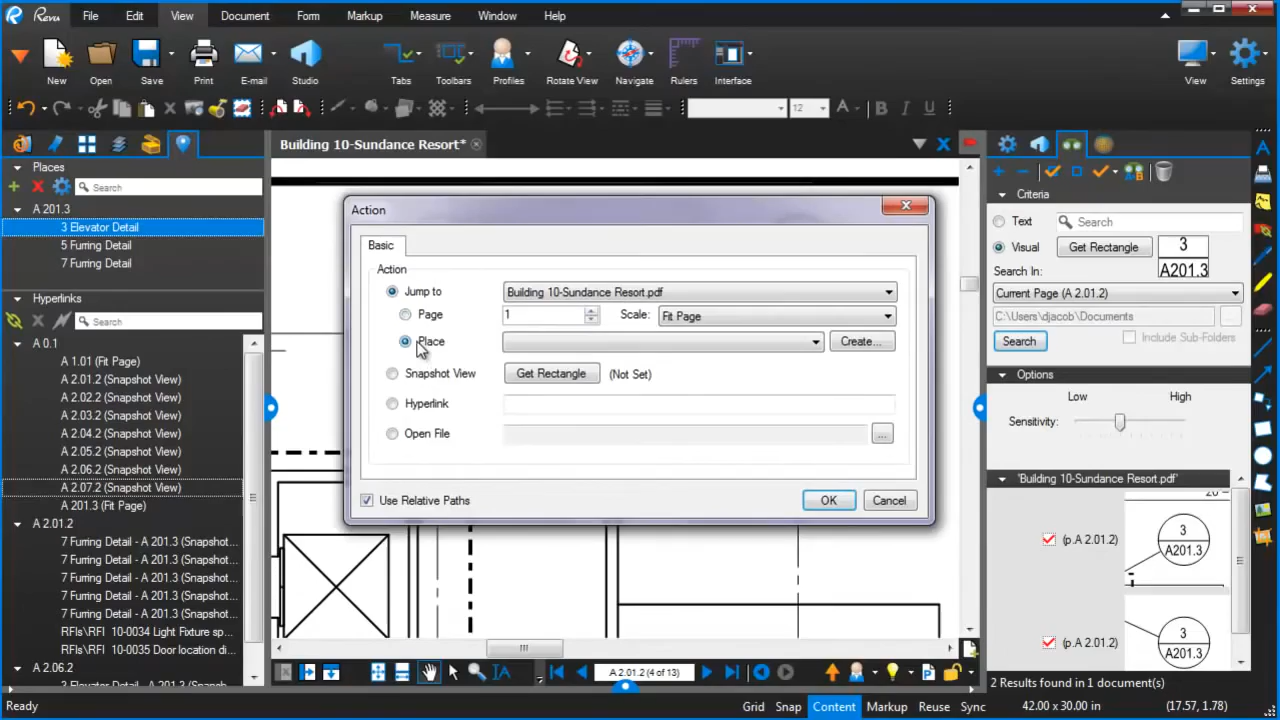 Revu File Edit View Document Form Markup Measure Window Help
New Open Save Print E-mail Studio Tabs Toolbars Profiles Rotate View Navigate Rulers Interface View Settings
12 A B I U
Building 10-Sundance Resort*
Places
Search
A 201.3
3 Elevator Detail
5 Furring Detail
7 Furring Detail
Hyperlinks
Search
A 0.1
A 1.01 (Fit Page)
A 2.01.2 (Snapshot View)
A 2.02.2 (Snapshot View)
A 2.03.2 (Snapshot View)
A 2.04.2 (Snapshot View)
A 2.05.2 (Snapshot View)
A 2.06.2 (Snapshot View)
A 2.07.2 (Snapshot View)
A 201.3 (Fit Page)
A 2.01.2
7 Furring Detail - A 201.3 (Snapshot...
7 Furring Detail - A 201.3 (Snapshot...
7 Furring Detail - A 201.3 (Snapshot...
7 Furring Detail - A 201.3 (Snapshot...
7 Furring Detail - A 201.3 (Snapshot...
RFIs\RFI 10-0034 Light Fixture sp...
RFIs\RFI 10-0035 Door location di...
A 2.06.2
3 Elevator Detail - A 201.3 (Snapshot...
Action
Basic
Action
Jump to Building 10-Sundance Resort.pdf
Page 1 Scale: Fit Page
Place Create...
Snapshot View Get Rectangle (Not Set)
Hyperlink
Open File ...
Use Relative Paths OK Cancel
Criteria
Text Search
Visual Get Rectangle 3
A201.3
Search In:
Current Page (A 2.01.2)
C:\Users\djacob\Documents ...
Search Include Sub-Folders
Options
Low High
Sensitivity:
'Building 10-Sundance Resort.pdf'
(p.A 2.01.2) 3
A201.3
(p.A 2.01.2) 3
A201.3
2 Results found in 1 document(s)
A 2.01.2 (4 of 13)
Ready Grid Snap Content Markup Reuse Sync 42.00 x 30.00 in (17.57, 1.78)